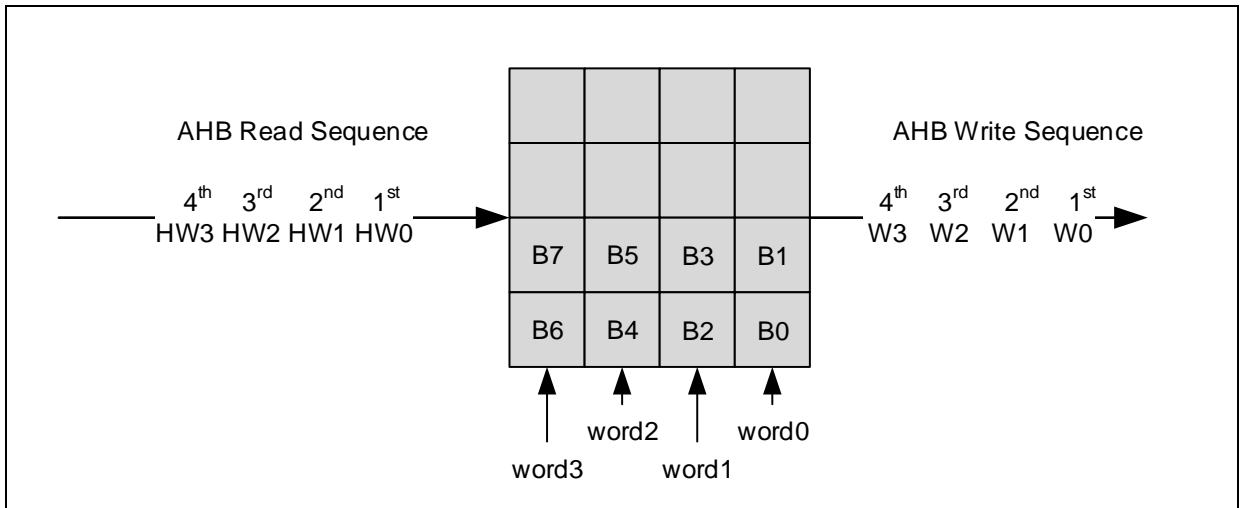 AHB Read Sequence
4th 3rd 2nd 1st
HW3 HW2 HW1 HW0
B7 B5 B3 B1
B6 B4 B2 B0
word2 word0
word3 word1
AHB Write Sequence
4th 3rd 2nd 1st
W3 W2 W1 W0